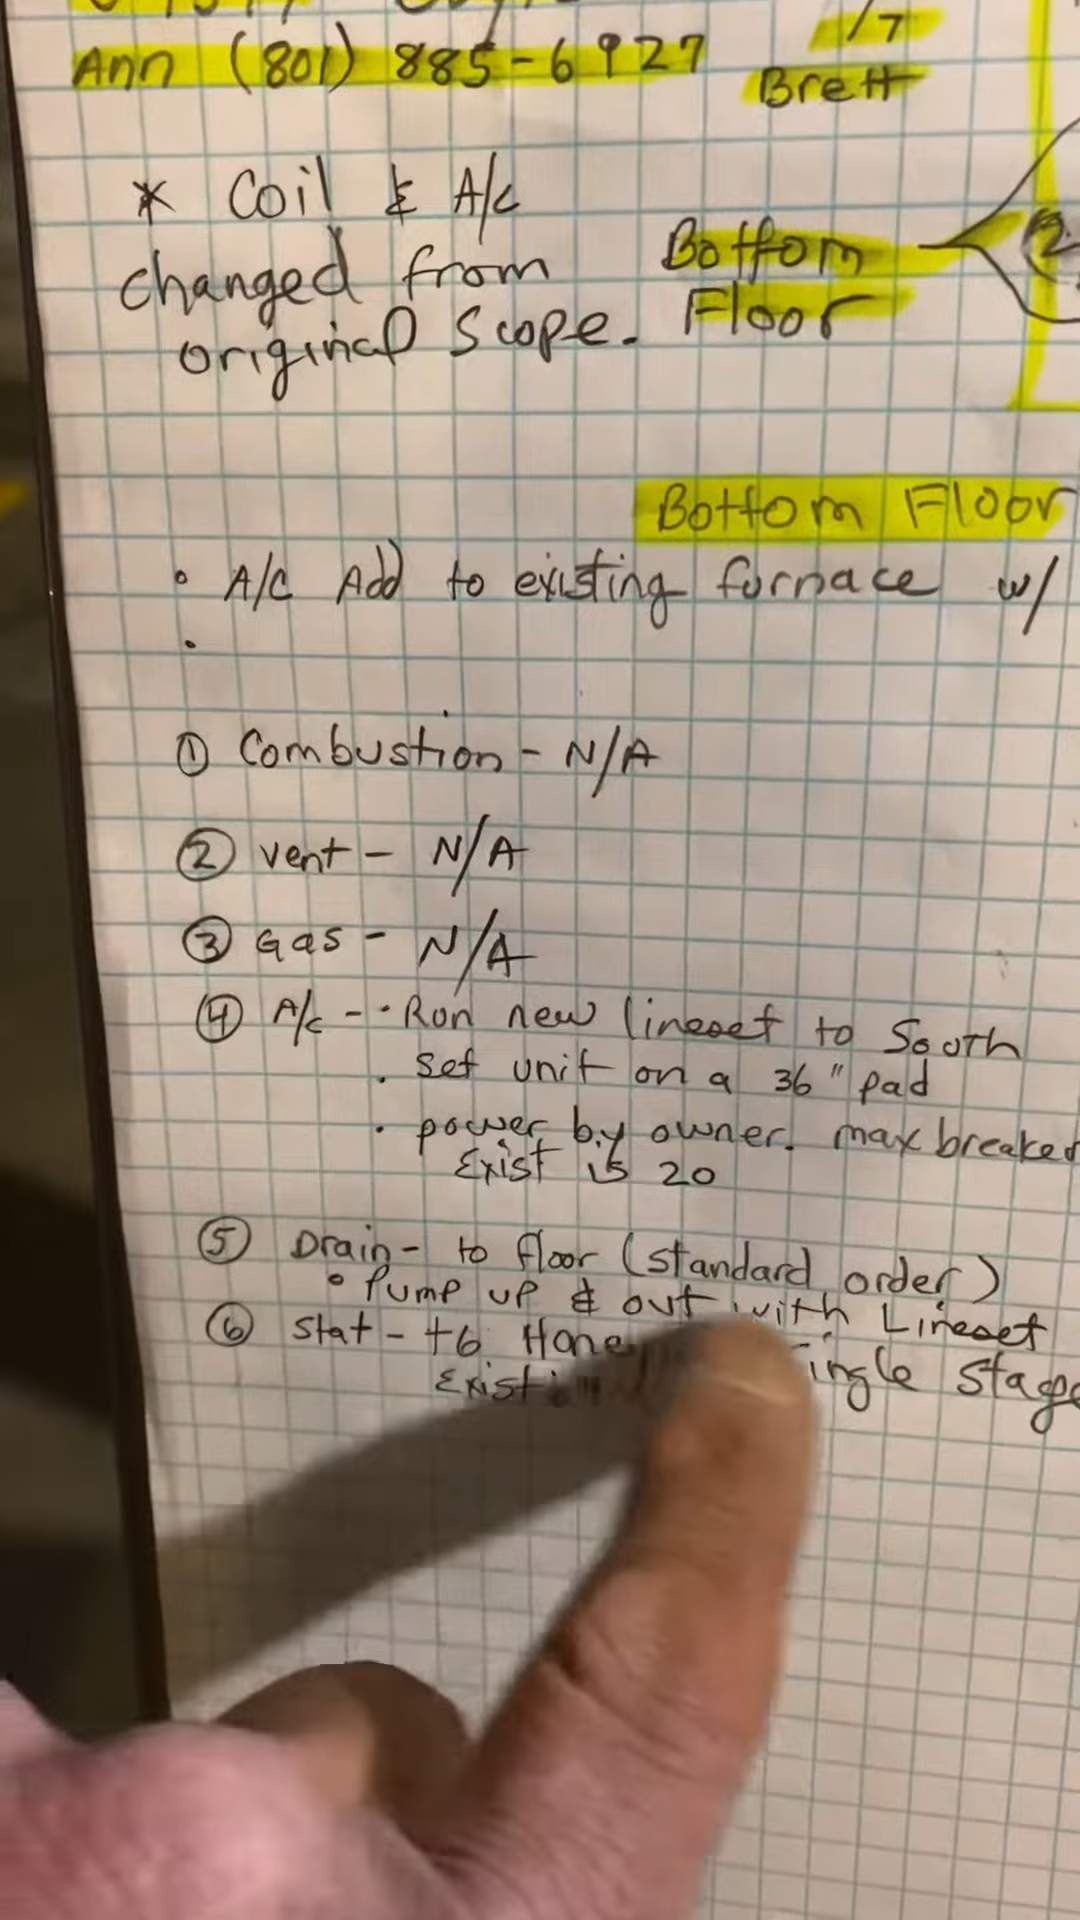 Ann (801) 885-6927
/7
Brett
* Coil & A/C
changed from
original scope.
Bottom
Floor
2
Bottom Floor
• A/C Add to existing furnace w/
•
① Combustion - N/A
② Vent - N/A
③ Gas - N/A
④ A/C - • Run new lineset to South
• Set unit on a 36" pad
• power by owner. max breaker
Exist is 20
⑤ Drain - to floor (standard order)
• Pump up & out with Lineset
⑥ Stat - t6
Stage